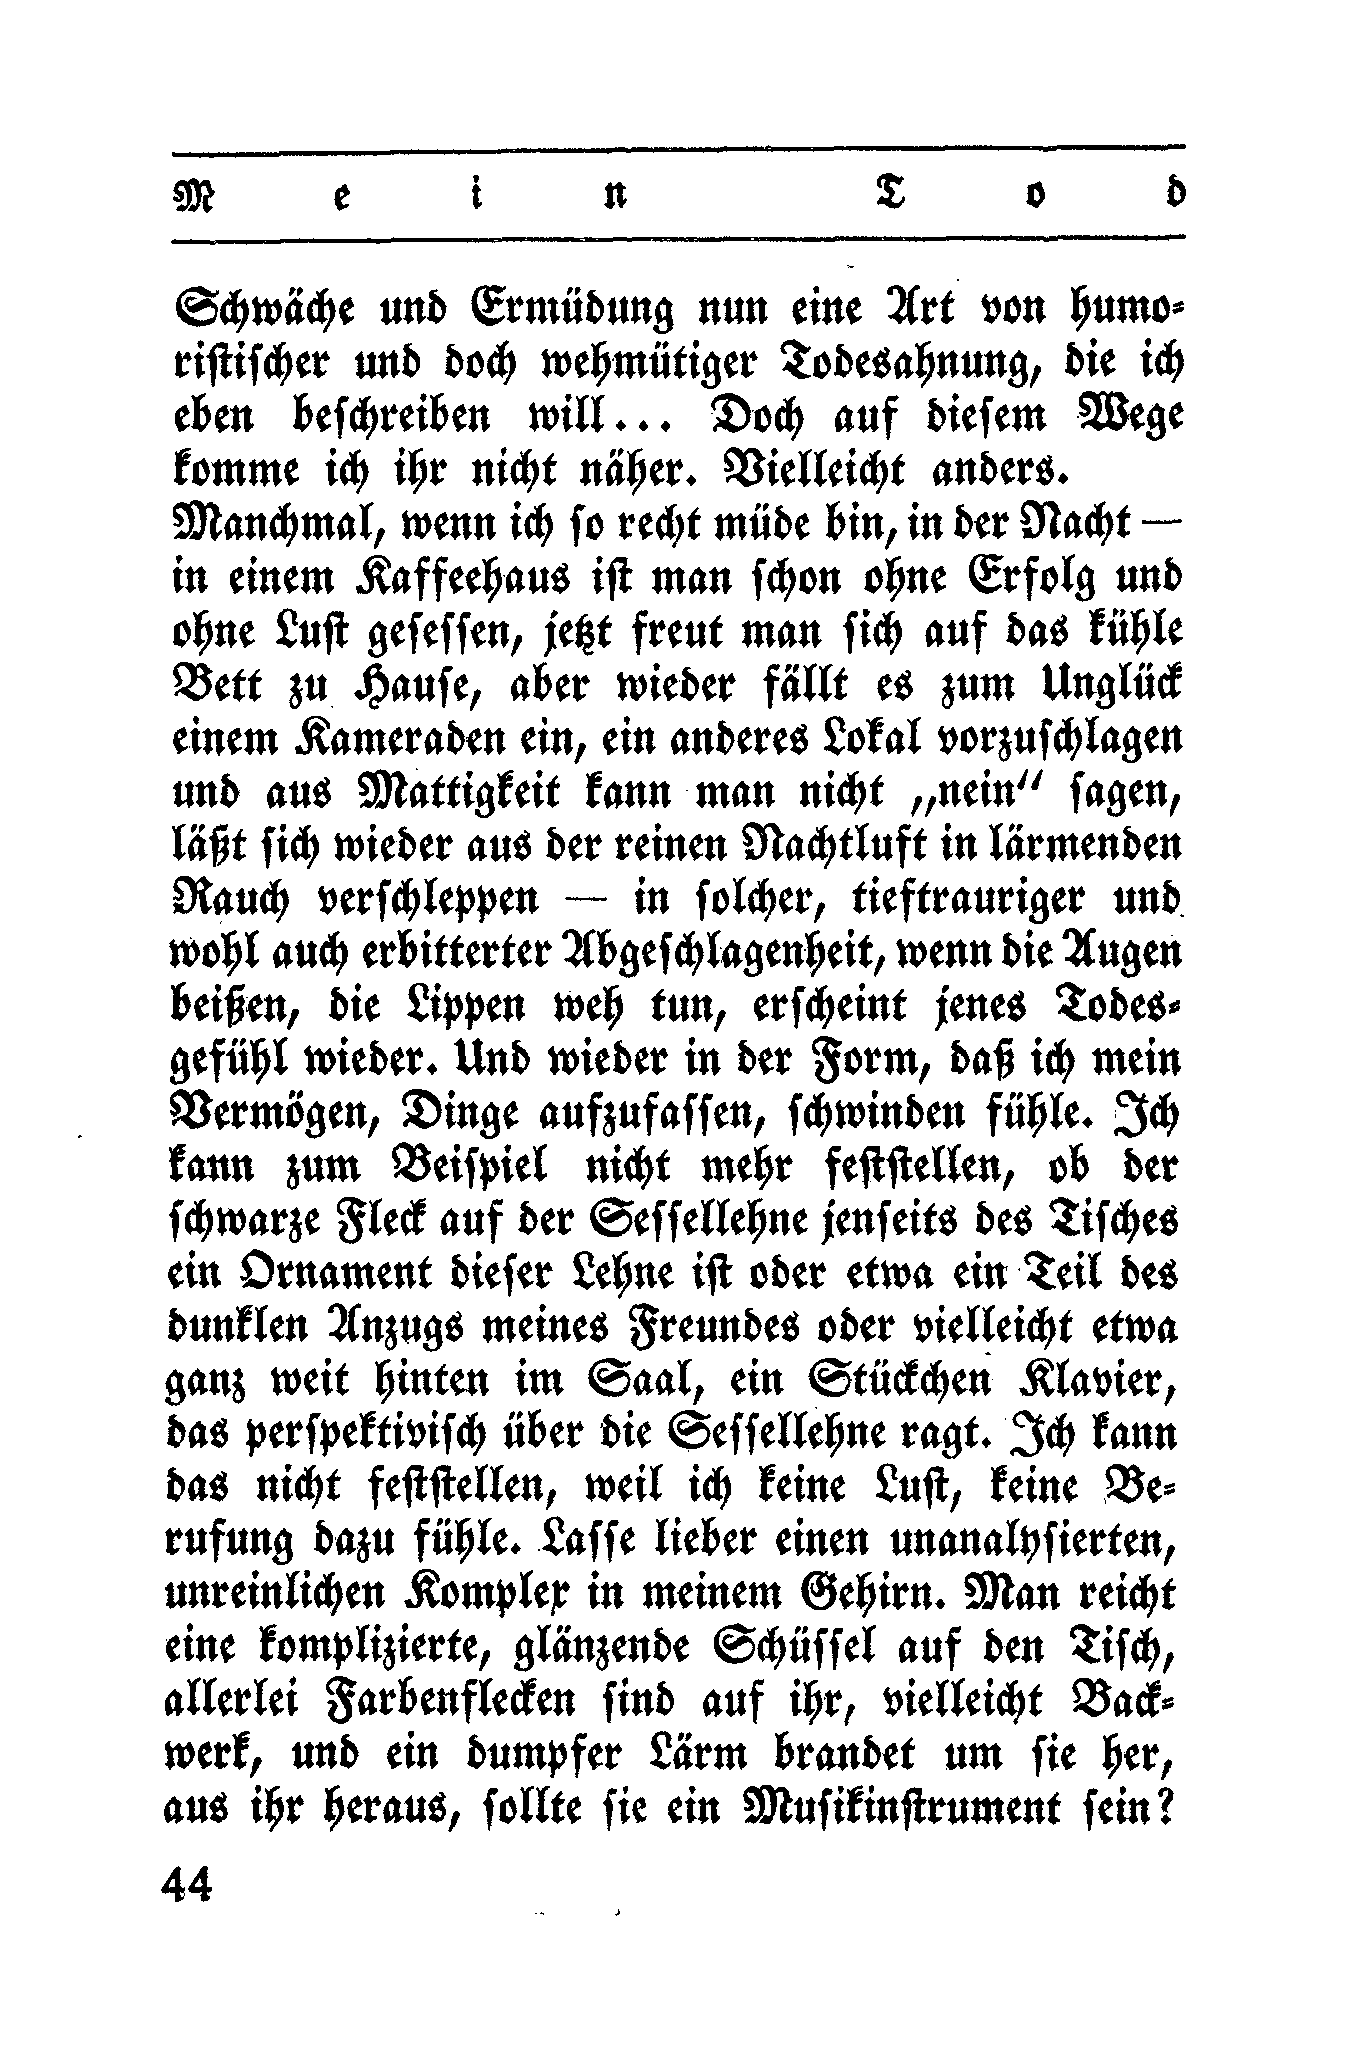 Mein Tod
Schwäche und Ermüdung nun eine Art von humo-
ristischer und doch wehmütiger Todesahnung, die ich
eben beschreiben will... Doch auf diesem Wege
komme ich ihr nicht näher. Vielleicht anders.
Manchmal, wenn ich so recht müde bin, in der Nacht —
in einem Kaffeehaus ist man schon ohne Erfolg und
ohne Lust gesessen, jetzt freut man sich auf das kühle
Bett zu Hause, aber wieder fällt es zum Unglück
einem Kameraden ein, ein anderes Lokal vorzuschlagen
und aus Mattigkeit kann man nicht „nein“ sagen,
läßt sich wieder aus der reinen Nachtluft in lärmenden
Rauch verschleppen — in solcher, tieftrauriger und
wohl auch erbitterter Abgeschlagenheit, wenn die Augen
beißen, die Lippen weh tun, erscheint jenes Todes-
gefühl wieder. Und wieder in der Form, daß ich mein
Vermögen, Dinge aufzufassen, schwinden fühle. Ich
kann zum Beispiel nicht mehr feststellen, ob der
schwarze Fleck auf der Sessellehne jenseits des Tisches
ein Ornament dieser Lehne ist oder etwa ein Teil des
dunklen Anzugs meines Freundes oder vielleicht etwa
ganz weit hinten im Saal, ein Stückchen Klavier,
das perspektivisch über die Sessellehne ragt. Ich kann
das nicht feststellen, weil ich keine Lust, keine Be-
rufung dazu fühle. Lasse lieber einen unanalysierten,
unreinlichen Komplex in meinem Gehirn. Man reicht
eine komplizierte, glänzende Schüssel auf den Tisch,
allerlei Farbenflecken sind auf ihr, vielleicht Back-
werk, und ein dumpfer Lärm brandet um sie her,
aus ihr heraus, sollte sie ein Musikinstrument sein?
44